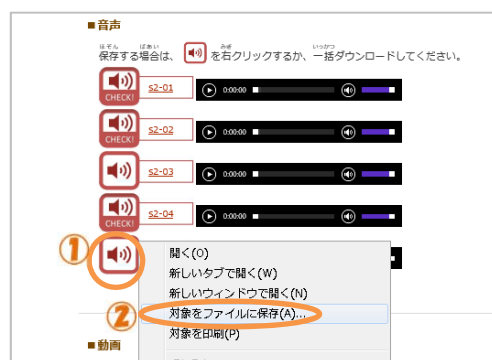 ■音声
ほぞん ばあい みぎ いっかつ
保存する場合は、 を右クリックするか、一括ダウンロードしてください。
CHECK! s2-01 0:00:00
CHECK! s2-02 0:00:00
s2-03 0:00:00
CHECK! s2-04 0:00:00
①
開く(O)
新しいタブで開く(W)
新しいウィンドウで開く(N)
② 対象をファイルに保存(A)...
対象を印刷(P)
■動画